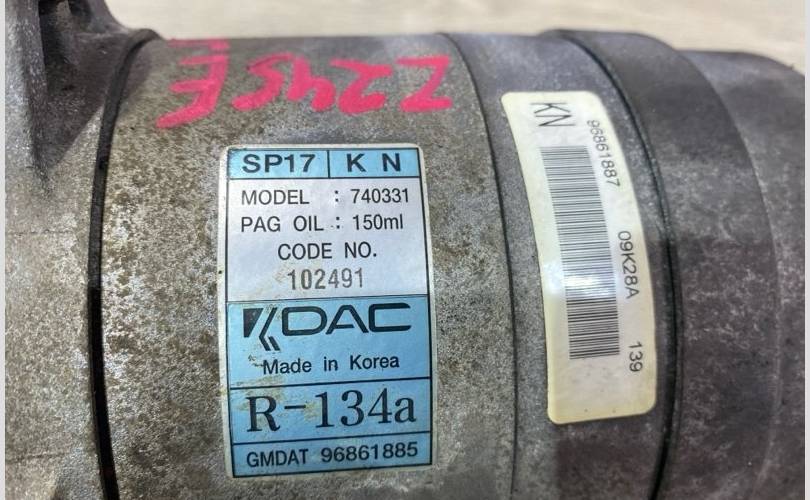 Z245E
SP17 K N
MODEL : 740331
PAG OIL : 150ml
CODE NO.
102491
KDAC
Made in Korea
R-134a
GMDAT 96861885
KN
96861887
09K28A
139